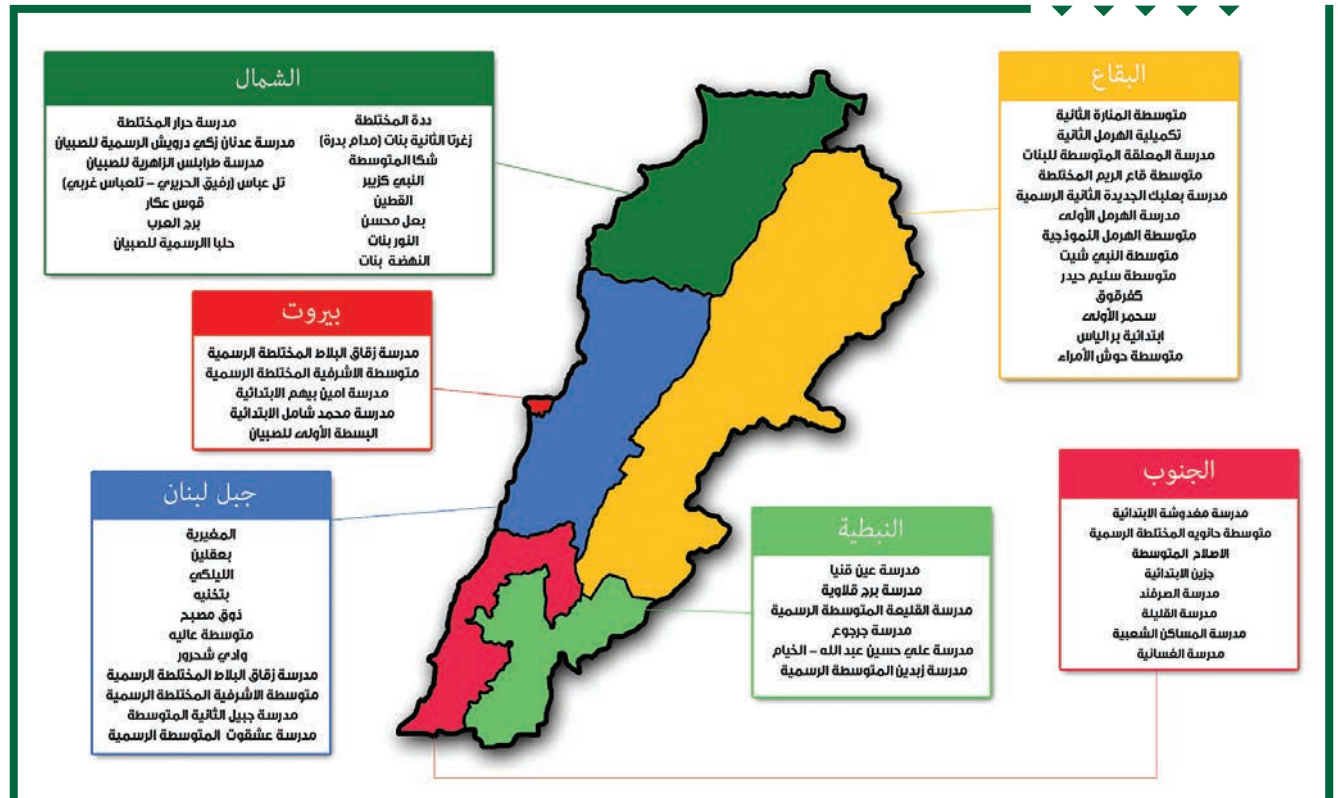 الشمال
ددة المختلطة
زغرتا الثانية بنات (مدام بدرة)
شكا المتوسطة
النبي كزيبر
القطين
بعل محسن
النور بنات
النهضة بنات
مدرسة حرار المختلطة
مدرسة عدنان زكي درويش الرسمية للصبيان
مدرسة طرابلس الزاهرية للصبيان
تل عباس (رفيق الحريري - تلعباس غربي)
قوس عكار
برج العرب
حلبا االرسمية للصبيان
البقاع
متوسطة المنارة الثانية
تكميلية الهرمل الثانية
مدرسة المعلقة المتوسطة للبنات
متوسطة قاع الريم المختلطة
مدرسة بعلبك الجديدة الثانية الرسمية
مدرسة الهرمل الأولى
متوسطة الهرمل النموذجية
متوسطة النبي شيت
متوسطة سليم حيدر
كفرقوق
سحمر الأولى
ابتدائية بر الياس
متوسطة حوش الأمراء
بيروت
مدرسة زقاق البلاط المختلطة الرسمية
متوسطة الاشرفية المختلطة الرسمية
مدرسة امين بيهم الابتدائية
مدرسة محمد شامل الابتدائية
البسطة الأولى للصبيان
جبل لبنان
المغيرية
بعقلين
الليلكي
بتخنيه
ذوق مصبح
متوسطة عاليه
وادي شحرور
مدرسة زقاق البلاط المختلطة الرسمية
متوسطة الاشرفية المختلطة الرسمية
مدرسة جبيل الثانية المتوسطة
مدرسة عشقوت المتوسطة الرسمية
النبطية
مدرسة عين قنيا
مدرسة برج قلاوية
مدرسة القليعة المتوسطة الرسمية
مدرسة جرجوع
مدرسة علي حسين عبد الله - الخيام
مدرسة زبدين المتوسطة الرسمية
الجنوب
مدرسة مغدوشة الابتدائية
متوسطة حانويه المختلطة الرسمية
الاصلاح المتوسطة
جزين الابتدائية
مدرسة الصرفند
مدرسة القليلة
مدرسة المساكن الشعبية
مدرسة الغسانية